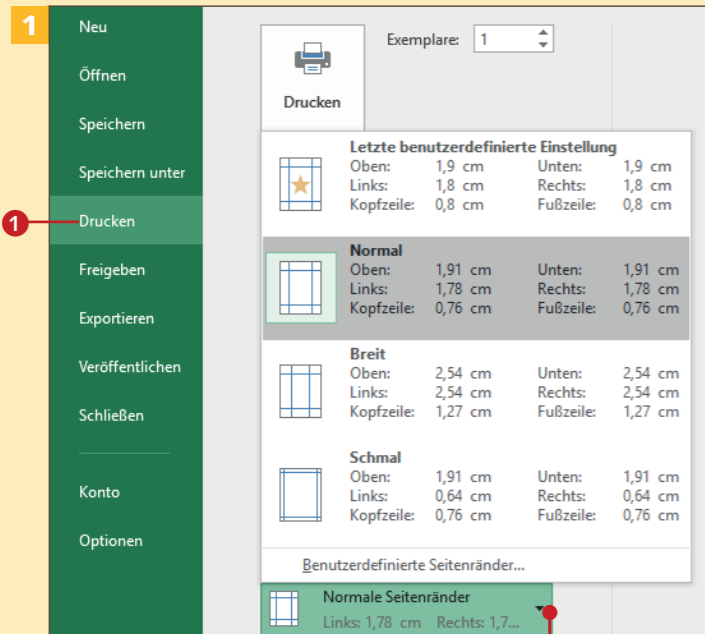 1
Neu
Öffnen
Speichern
Speichern unter
1
Drucken
Freigeben
Exportieren
Veröffentlichen
Schließen
Konto
Optionen
Exemplare: 1
Drucken
Letzte benutzerdefinierte Einstellung
Oben: 1,9 cm Unten: 1,9 cm
Links: 1,8 cm Rechts: 1,8 cm
Kopfzeile: 0,8 cm Fußzeile: 0,8 cm
Normal
Oben: 1,91 cm Unten: 1,91 cm
Links: 1,78 cm Rechts: 1,78 cm
Kopfzeile: 0,76 cm Fußzeile: 0,76 cm
Breit
Oben: 2,54 cm Unten: 2,54 cm
Links: 2,54 cm Rechts: 2,54 cm
Kopfzeile: 1,27 cm Fußzeile: 1,27 cm
Schmal
Oben: 1,91 cm Unten: 1,91 cm
Links: 0,64 cm Rechts: 0,64 cm
Kopfzeile: 0,76 cm Fußzeile: 0,76 cm
Benutzerdefinierte Seitenränder...
Normale Seitenränder
Links: 1,78 cm Rechts: 1,7...